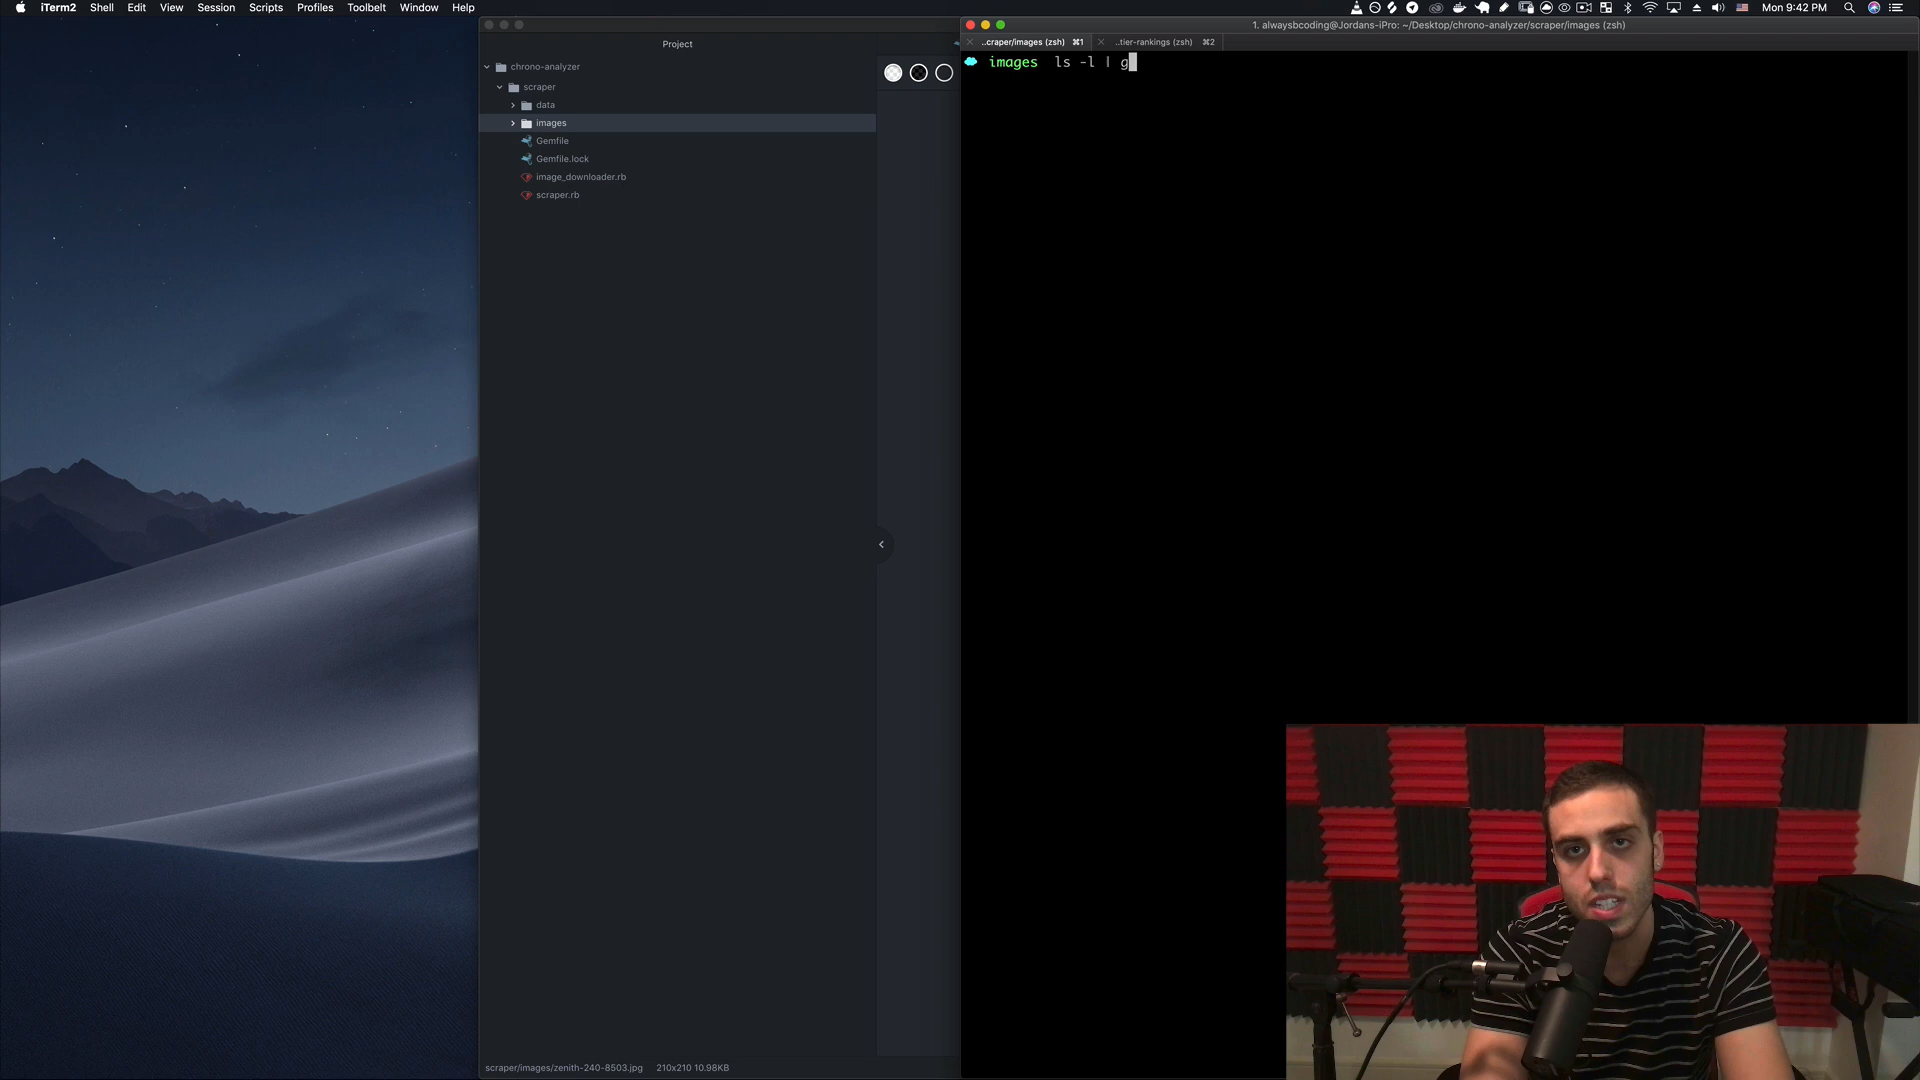 iTerm2 Shell Edit View Session Scripts Profiles Toolbelt Window Help
Mon 9:42 PM
Project
chrono-analyzer
scraper
data
images
Gemfile
Gemfile.lock
image_downloader.rb
scraper.rb
scraper/images/zenith-240-8503.jpg 210x210 10.98KB
1. alwaysbcoding@Jordans-iPro: ~/Desktop/chrono-analyzer/scraper/images (zsh)
..craper/images (zsh) ⌘1 ..tier-rankings (zsh) ⌘2
images ls -l | g